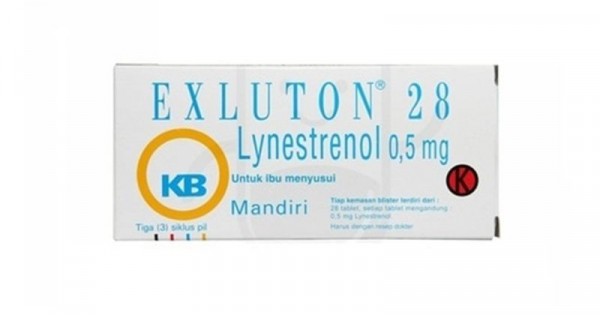 EXLUTON® 28
Lynestrenol 0,5 mg
KB
Untuk ibu menyusui
Mandiri
Tiga (3) siklus pil
Tiap kemasan blister terdiri dari :
28 tablet, setiap tablet mengandung :
0,5 mg Lynestrenol
Harus dengan resep dokter
K